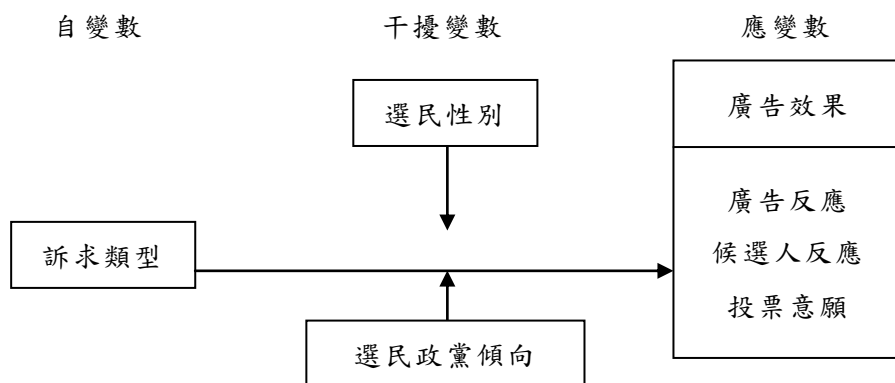 自變數
干擾變數
應變數
選民性別
廣告效果
訴求類型
廣告反應
候選人反應
投票意願
選民政黨傾向